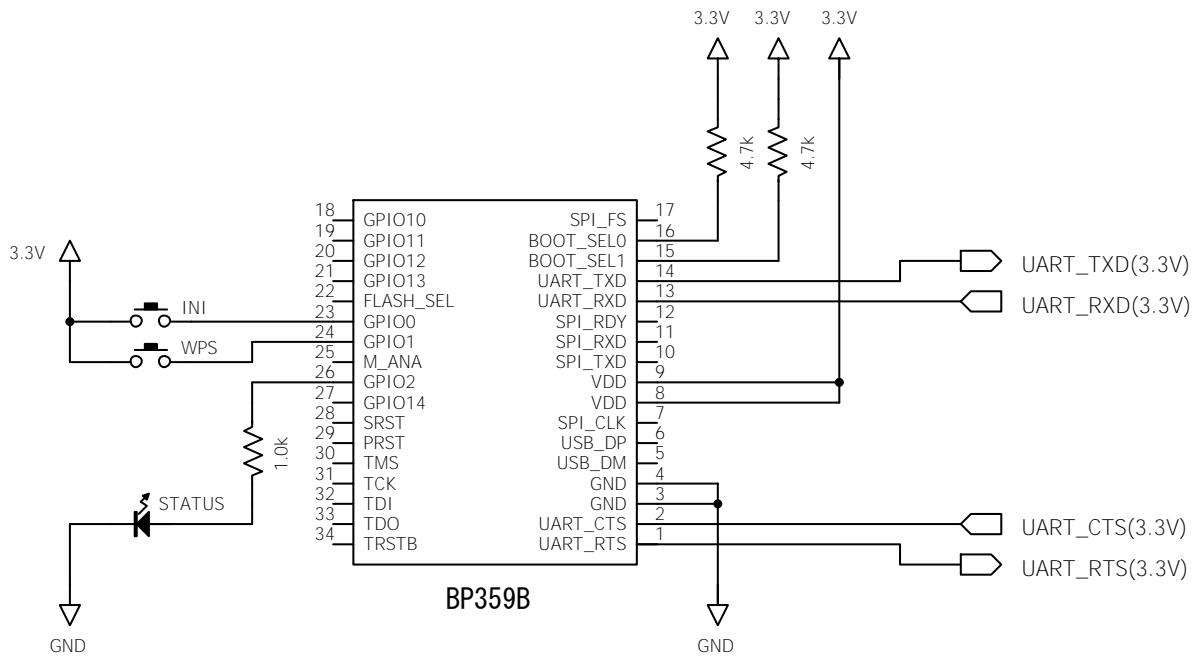 3.3V 3.3V 3.3V
4.7k 4.7k
18 GPIO10 SPI_FS 17
19 GPIO11 BOOT_SEL0 16
3.3V 20 GPIO12 BOOT_SEL1 15
21 GPIO13 UART_TXD 14 UART_TXD(3.3V)
22 FLASH_SEL UART_RXD 13 UART_RXD(3.3V)
INI 23 GPIO0 SPI_RDY 12
WPS 24 GPIO1 SPI_RXD 11
25 M_ANA SPI_TXD 10
26 GPIO2 VDD 9
27 GPIO14 VDD 8
28 SRST SPI_CLK 7
1.0k 29 PRST USB_DP 6
30 TMS USB_DM 5
31 TCK GND 4
STATUS 32 TDI GND 3
33 TDO UART_CTS 2 UART_CTS(3.3V)
34 TRSTB UART_RTS 1 UART_RTS(3.3V)
BP359B
GND GND